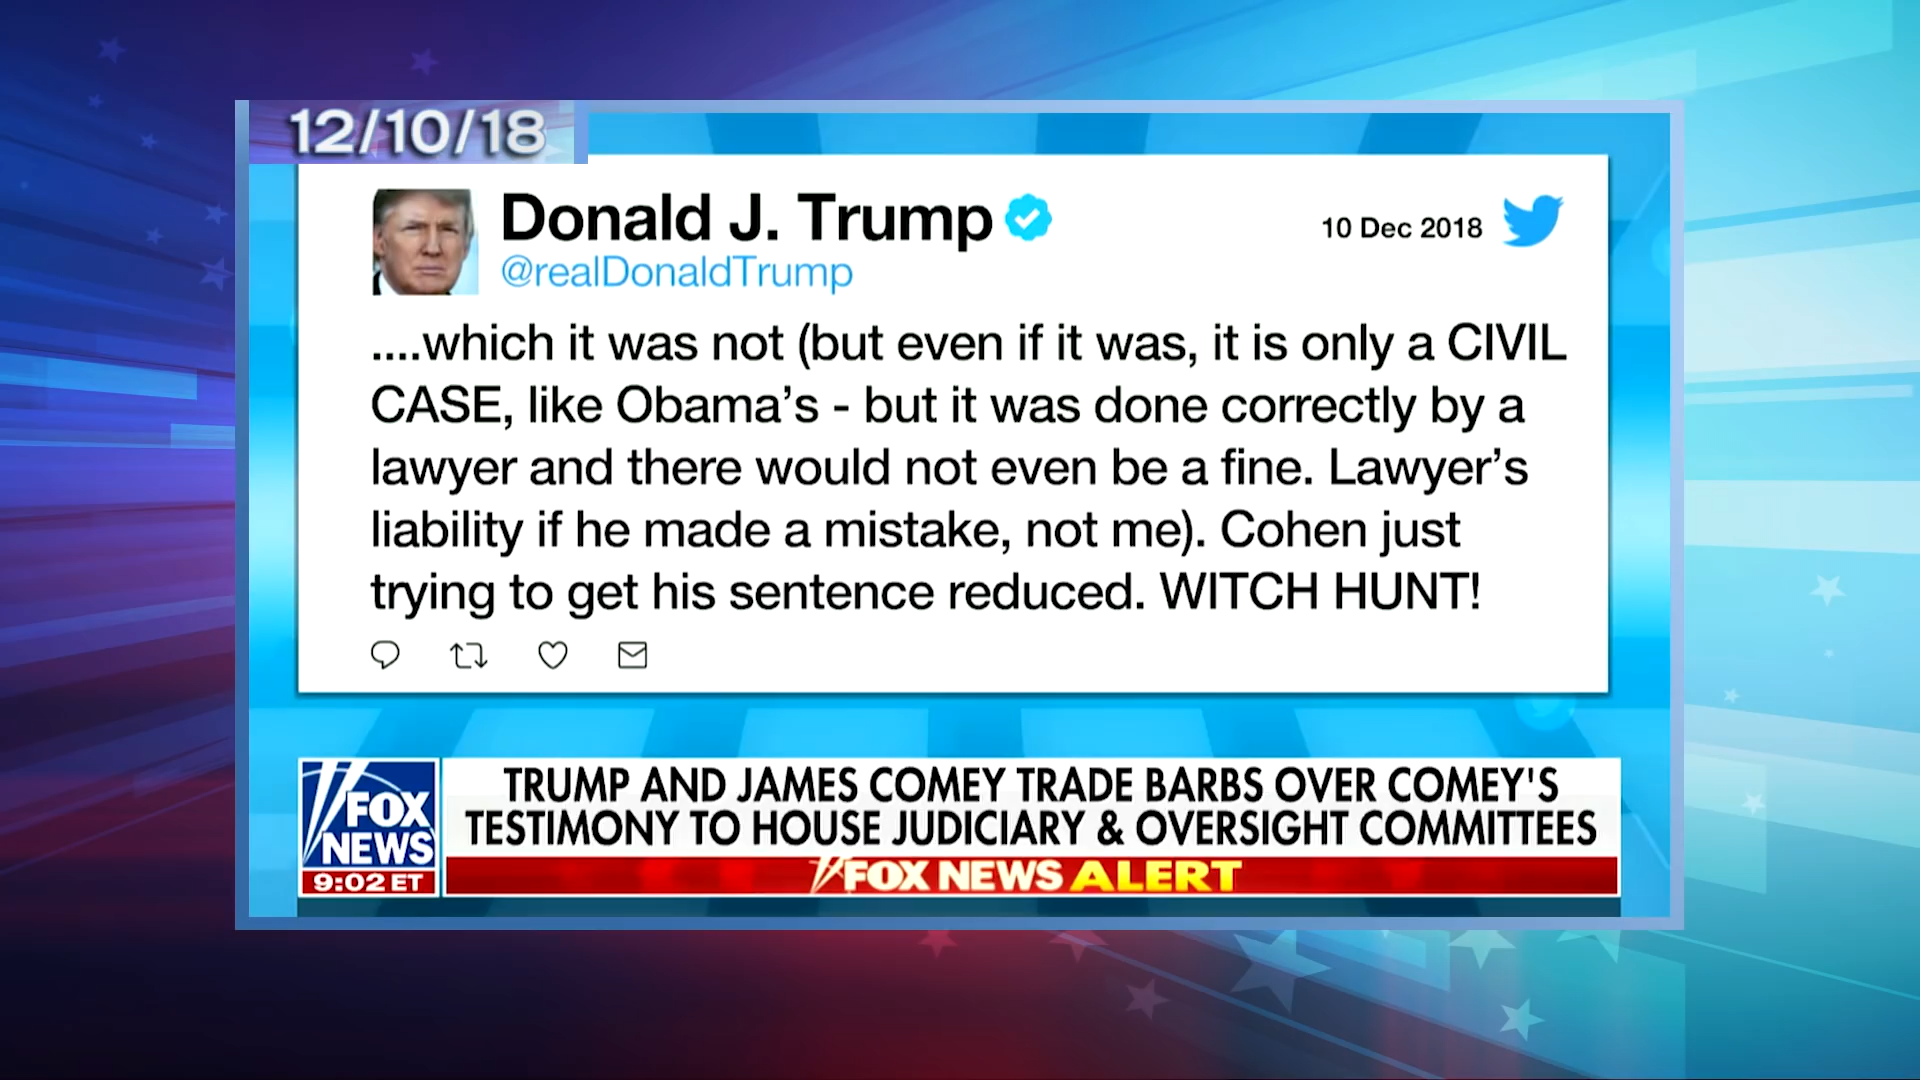 12/10/18
Donald J. Trump
10 Dec 2018
@realDonaldTrump
....which it was not (but even if it was, it is only a CIVIL
CASE, like Obama’s - but it was done correctly by a
lawyer and there would not even be a fine. Lawyer’s
liability if he made a mistake, not me). Cohen just
trying to get his sentence reduced. WITCH HUNT!
FOX
NEWS
9:02 ET
TRUMP AND JAMES COMEY TRADE BARBS OVER COMEY'S
TESTIMONY TO HOUSE JUDICIARY & OVERSIGHT COMMITTEES
FOX NEWS ALERT